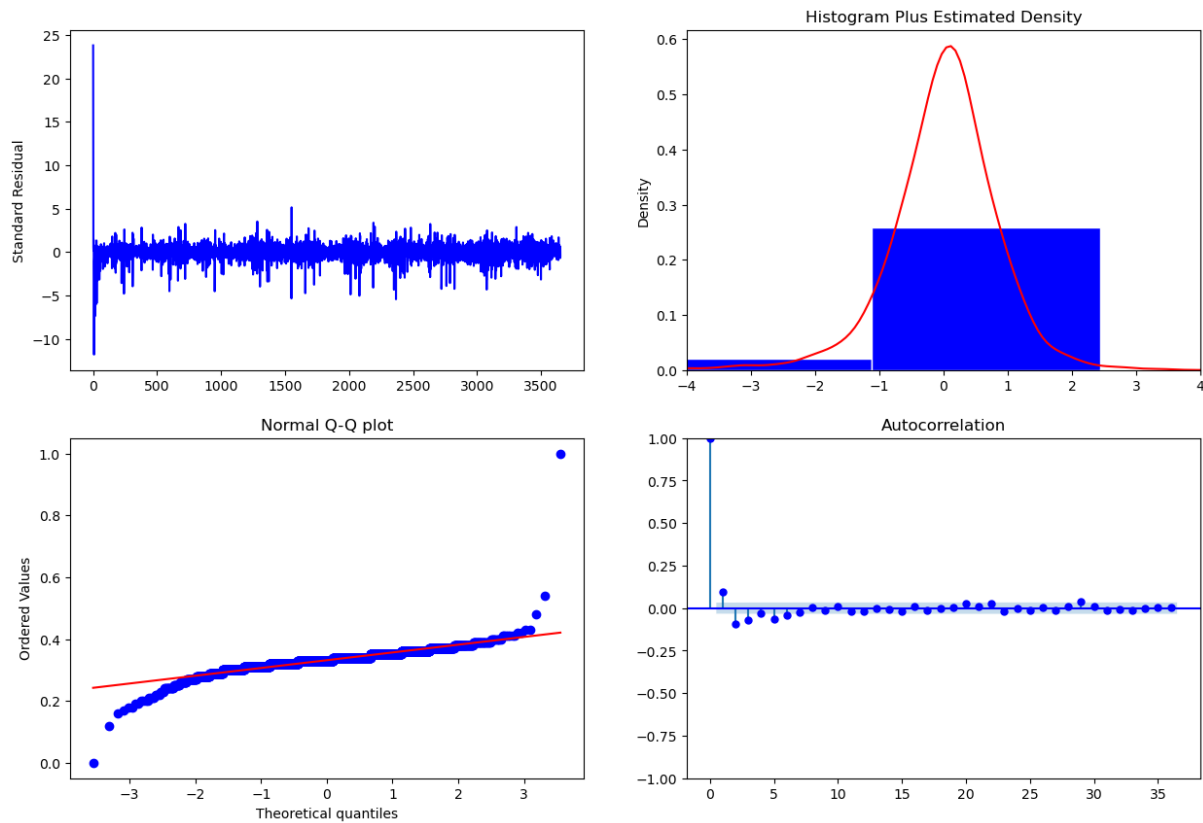 Standard Residual
25
20
15
10
5
0
−5
−10
0 500 1000 1500 2000 2500 3000 3500
Histogram Plus Estimated Density
Density
0.6
0.5
0.4
0.3
0.2
0.1
0.0
−4 −3 −2 −1 0 1 2 3 4
Normal Q-Q plot
Ordered Values
1.0
0.8
0.6
0.4
0.2
0.0
−3 −2 −1 0 1 2 3
Theoretical quantiles
Autocorrelation
1.00
0.75
0.50
0.25
0.00
−0.25
−0.50
−0.75
−1.00
0 5 10 15 20 25 30 35